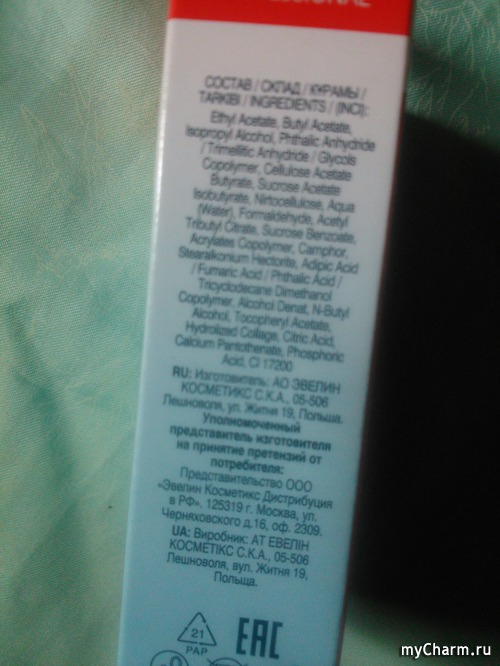 СОСТАВ / СКЛАД / ҚҰРАМЫ /
TARKIBI / INGREDIENTS / (INCI):
Ethyl Acetate, Butyl Acetate,
Isopropyl Alcohol, Phthalic Anhydride
/ Trimellitic Anhydride / Glycols
Copolymer, Cellulose Acetate
Butyrate, Sucrose Acetate
Isobutyrate, Nirtocellulose, Aqua
(Water), Formaldehyde, Acetyl
Tributyl Citrate, Sucrose Benzoate,
Acrylates Copolymer, Camphor,
Stearalkonium Hectorite, Adipic Acid
/ Fumaric Acid / Phthalic Acid /
Tricyclodecane Dimethanol
Copolymer, Alcohol Denat, N-Butyl
Alcohol, Tocopheryl Acetate,
Hydrolized Collage, Citric Acid,
Calcium Pantothenate, Phosphoric
Acid, CI 17200
RU: Изготовитель: АО ЭВЕЛИН
КОСМЕТИКС С.К.А., 05-506
Лешноволя, ул. Житня 19, Польша.
Уполномоченный
представитель изготовителя
на принятие претензий от
потребителя:
Представительство ООО
«Эвелин Косметикс Дистрибуция
в РФ». 125319 г. Москва, ул.
Черняховского д.16, оф. 2309.
UA: Виробник: АТ ЕВЕЛІН
КОСМЕТІКС С.К.А., 05-506
Лешноволя, вул. Житня 19,
Польща.
21
PAP
EAC
myCharm.ru